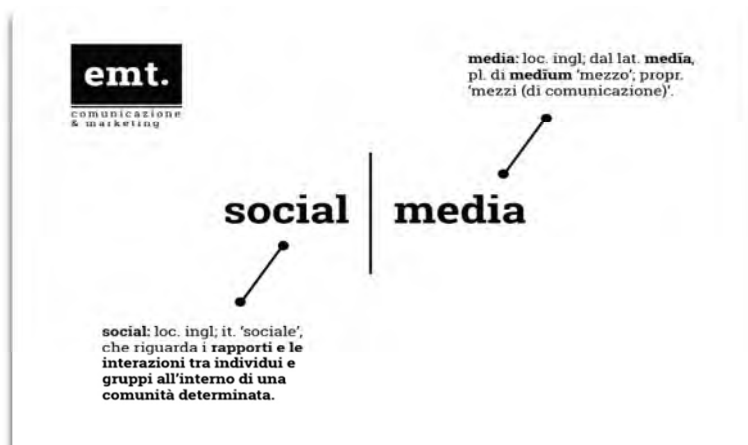 emt.
comunicazione
& marketing
media: loc. ingl; dal lat. medĭa,
pl. di medĭum ‘mezzo’; propr.
‘mezzi (di comunicazione)’.
social | media
social: loc. ingl; it. ‘sociale’,
che riguarda i rapporti e le
interazioni tra individui e
gruppi all’interno di una
comunità determinata.